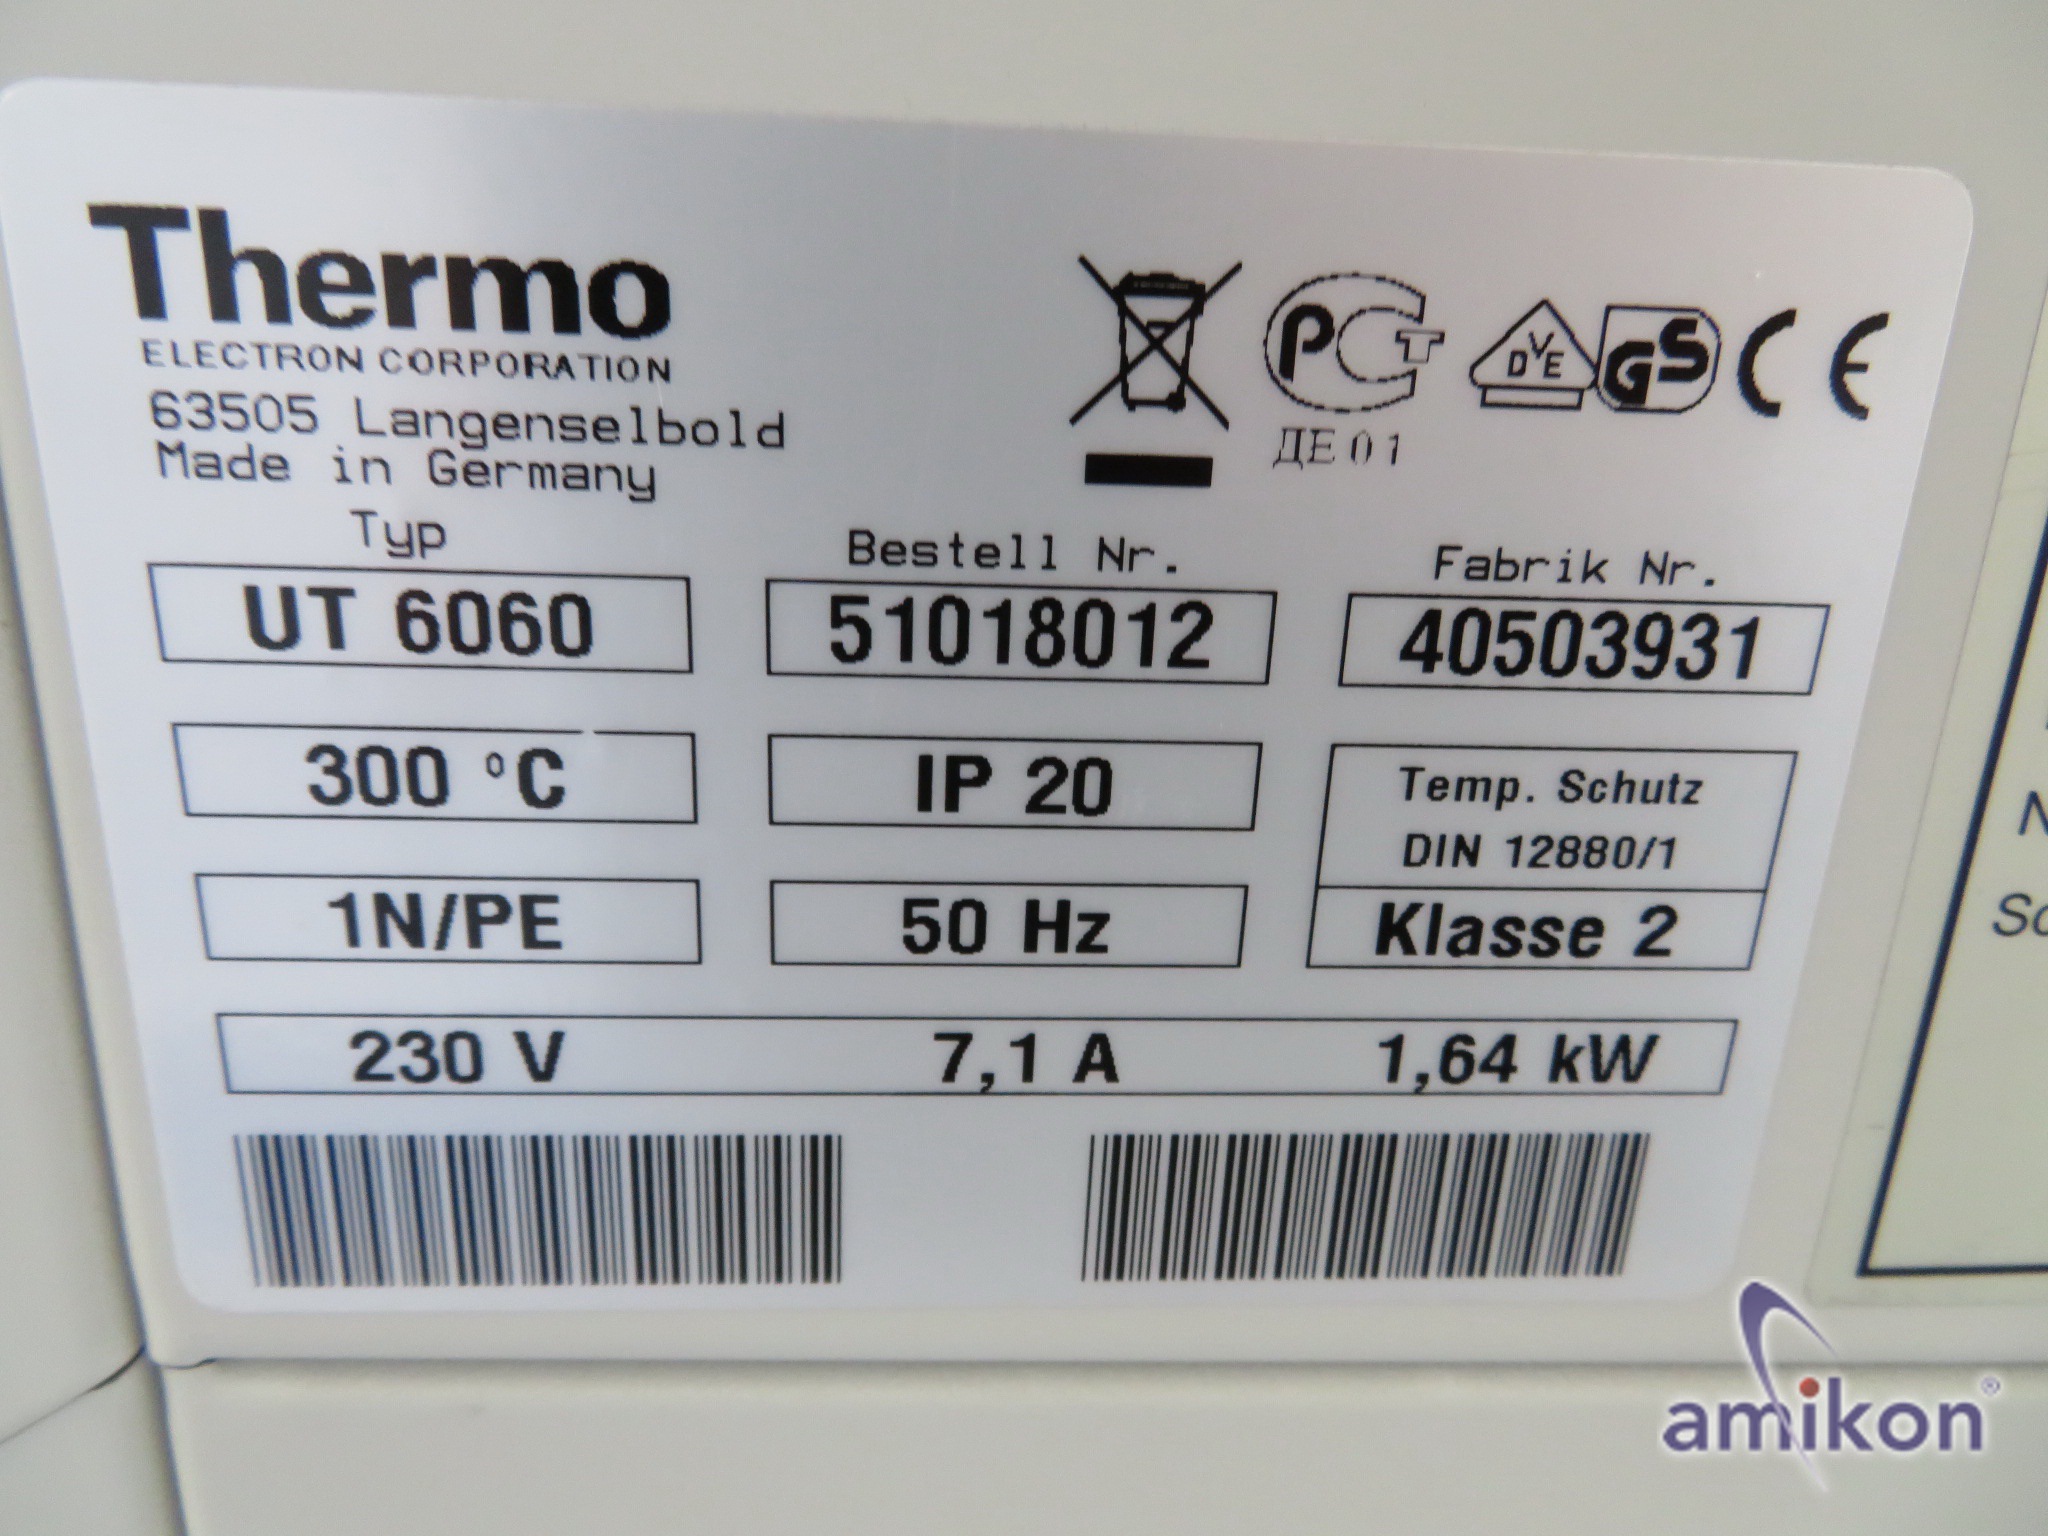 Thermo
ELECTRON CORPORATION
63505 Langenselbold
Made in Germany
PCT
ДЕ 01
DVE
GS
CE
Typ
Bestell Nr.
Fabrik Nr.
UT 6060
51018012
40503931
300 °C
IP 20
Temp. Schutz
DIN 12880/1
Klasse 2
1N/PE
50 Hz
230 V 7,1 A 1,64 kW
N
Sc
amikon®